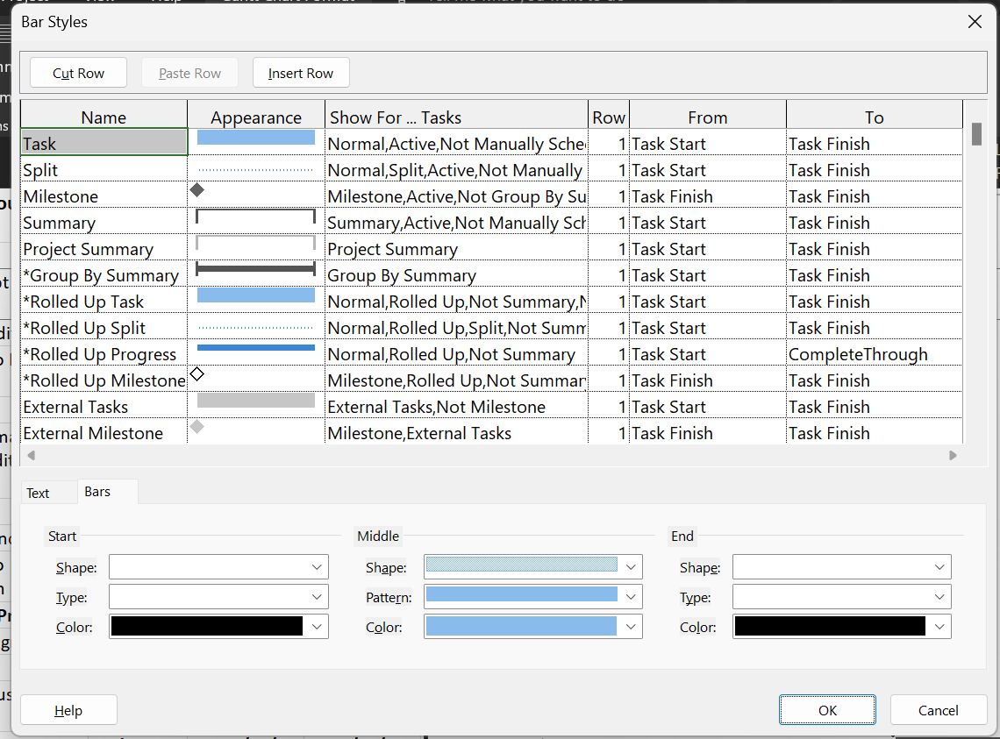 Bar Styles
Cut Row Paste Row Insert Row
Name Appearance Show For ... Tasks Row From To
Task Normal,Active,Not Manually Sche 1 Task Start Task Finish
Split Normal,Split,Active,Not Manually 1 Task Start Task Finish
Milestone Milestone,Active,Not Group By Su 1 Task Finish Task Finish
Summary Summary,Active,Not Manually Sch 1 Task Start Task Finish
Project Summary Project Summary 1 Task Start Task Finish
*Group By Summary Group By Summary 1 Task Start Task Finish
*Rolled Up Task Normal,Rolled Up,Not Summary,N 1 Task Start Task Finish
*Rolled Up Split Normal,Rolled Up,Split,Not Summ 1 Task Start Task Finish
*Rolled Up Progress Normal,Rolled Up,Not Summary 1 Task Start CompleteThrough
*Rolled Up Milestone Milestone,Rolled Up,Not Summar 1 Task Finish Task Finish
External Tasks External Tasks,Not Milestone 1 Task Start Task Finish
External Milestone Milestone,External Tasks 1 Task Finish Task Finish
Text Bars
Start Middle End
Shape: Shape: Shape:
Type: Pattern: Type:
Color: Color: Color:
Help OK Cancel